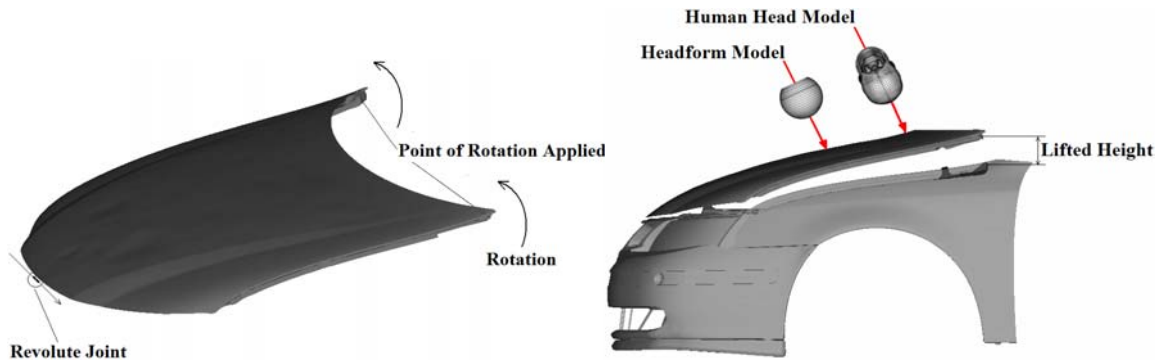 Point of Rotation Applied
Rotation
Revolute Joint
Human Head Model
Headform Model
Lifted Height